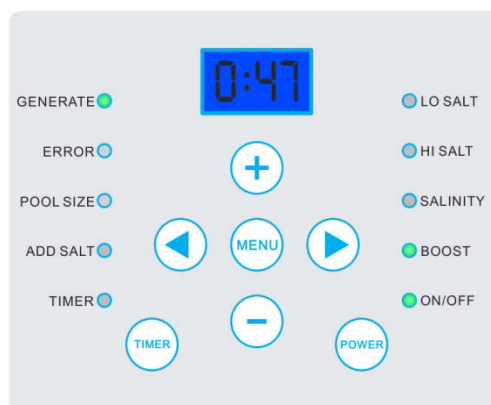 0:47
GENERATE
LO SALT
ERROR
HI SALT
POOL SIZE
SALINITY
ADD SALT
MENU
BOOST
TIMER
ON/OFF
TIMER
POWER